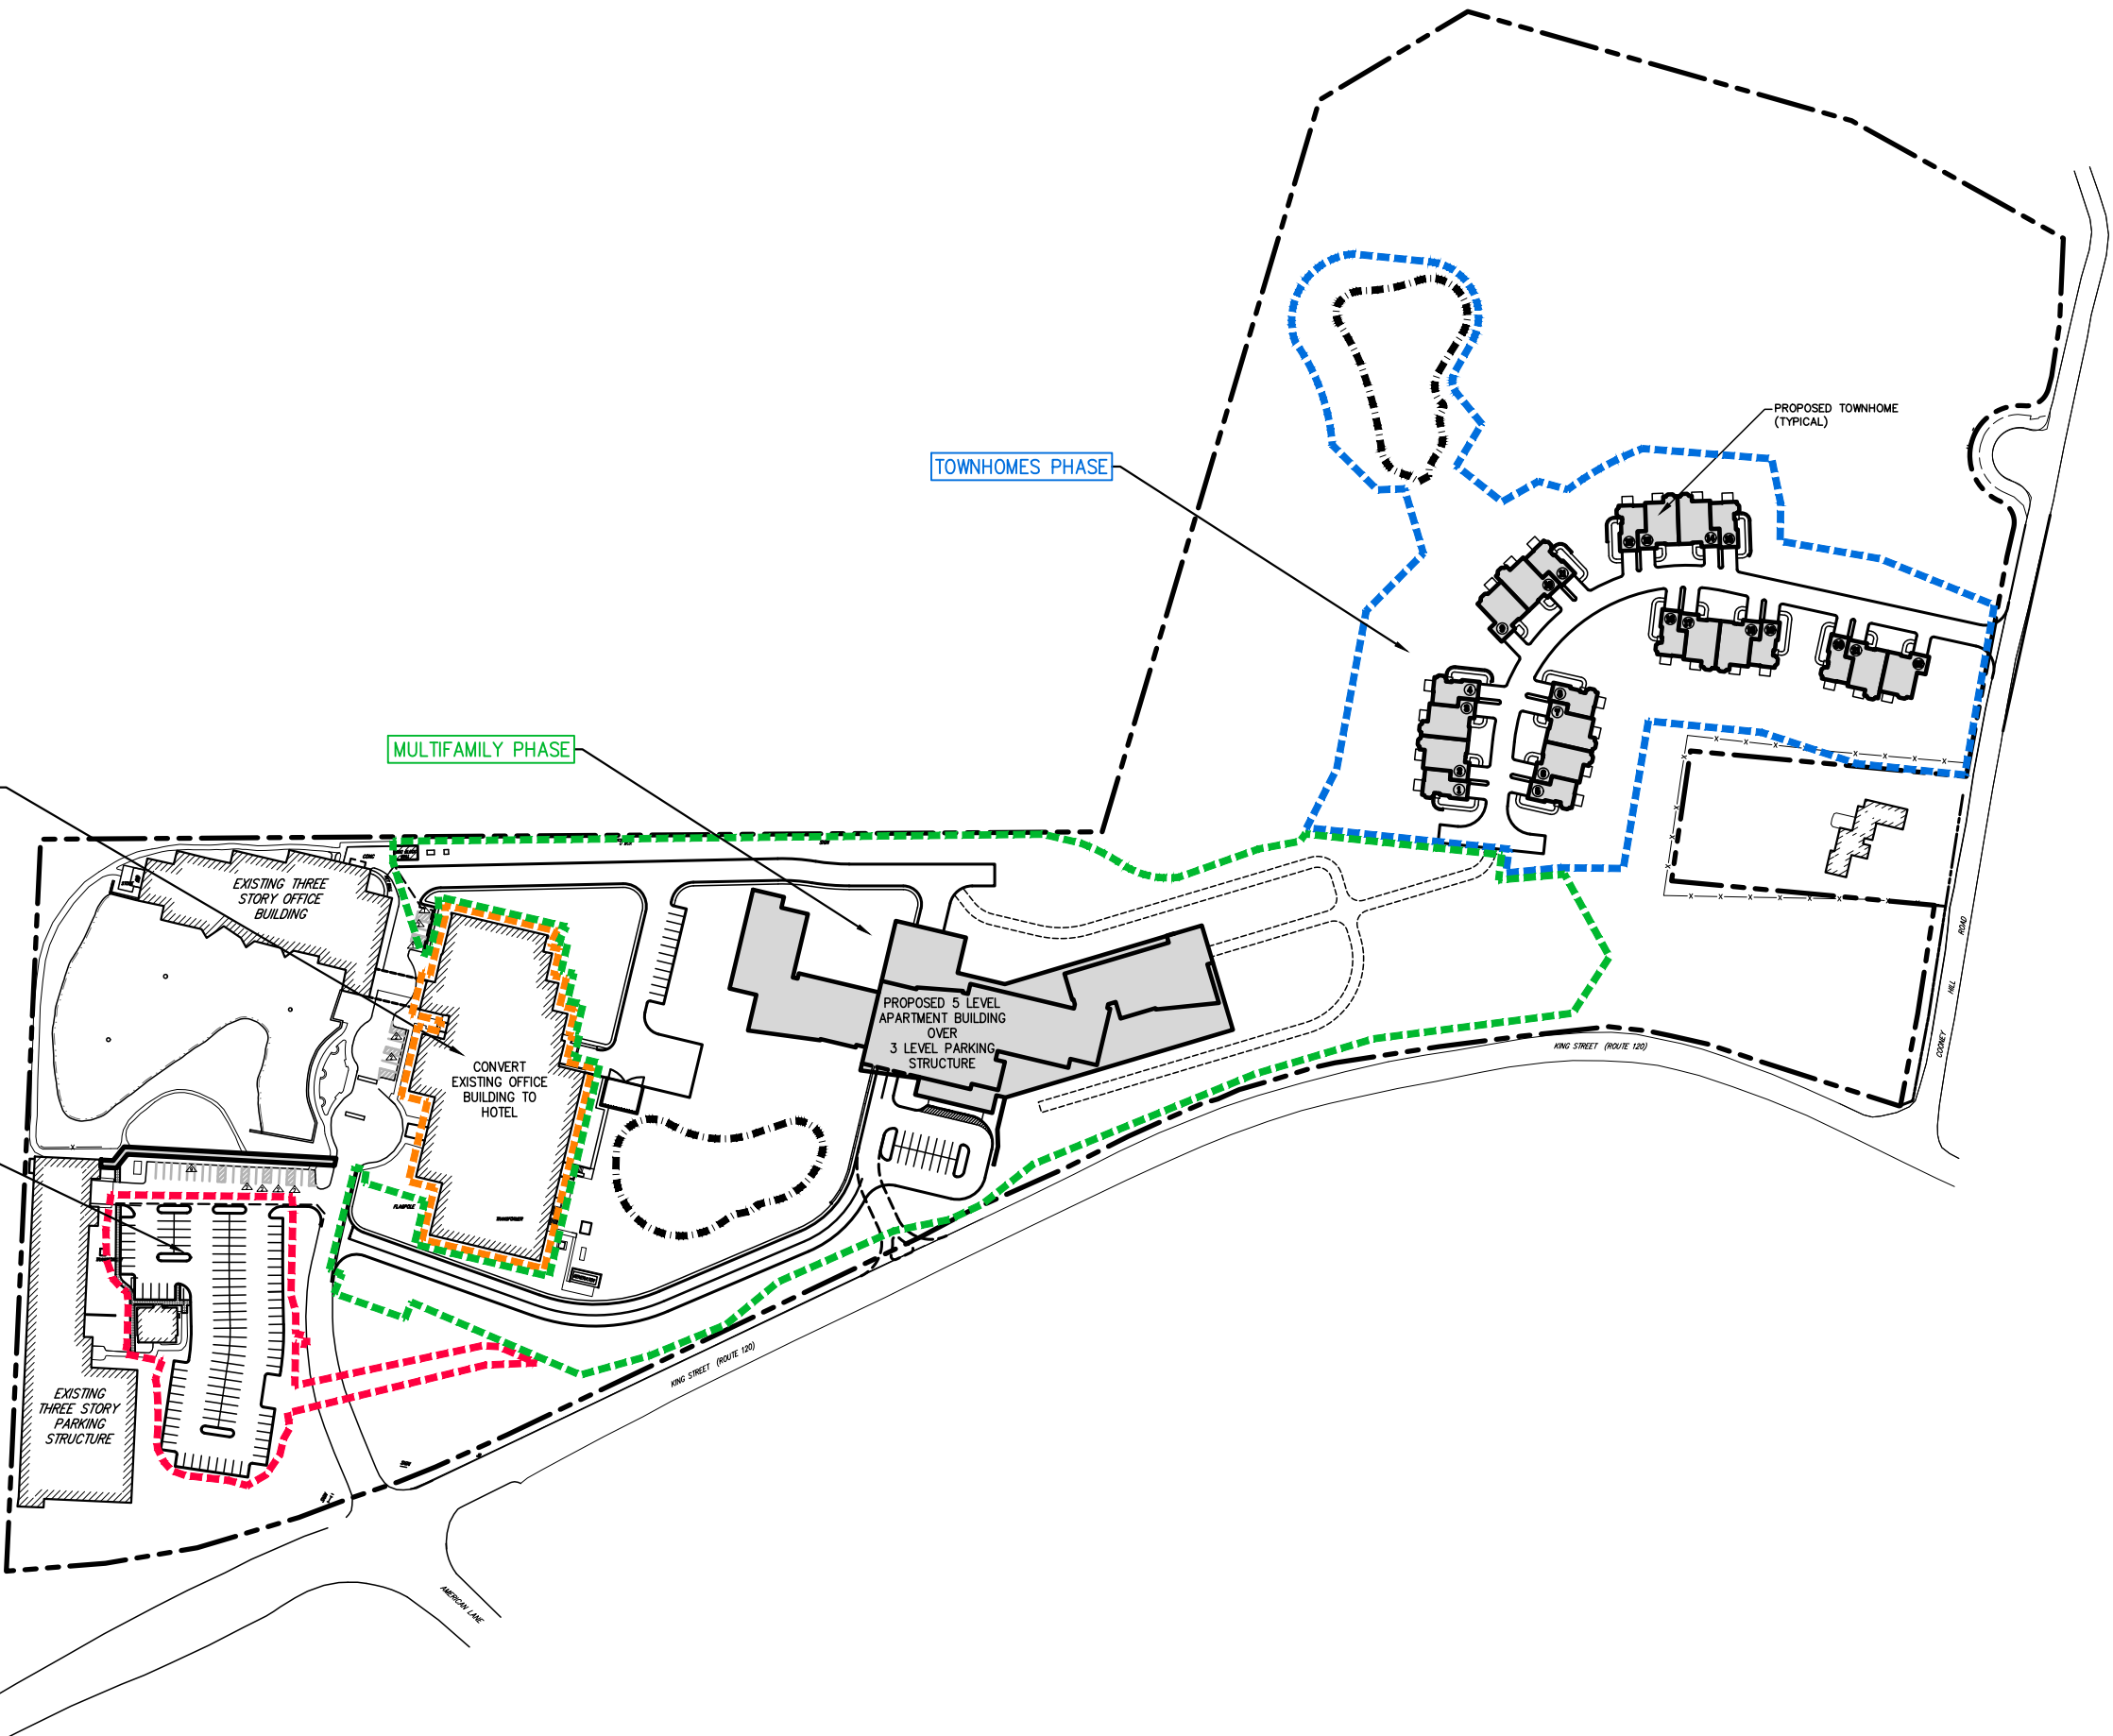 PROPOSED TOWNHOME
(TYPICAL)
TOWNHOMES PHASE
MULTIFAMILY PHASE
EXISTING THREE
STORY OFFICE
BUILDING
PROPOSED 5 LEVEL
APARTMENT BUILDING
OVER
3 LEVEL PARKING
STRUCTURE
CONVERT
EXISTING OFFICE
BUILDING TO
HOTEL
KING STREET (ROUTE 120)
COONEY HILL ROAD
FLAGPOLE
TRANSFORMER
KING STREET (ROUTE 120)
EXISTING
THREE STORY
PARKING
STRUCTURE
AMERICAN LANE